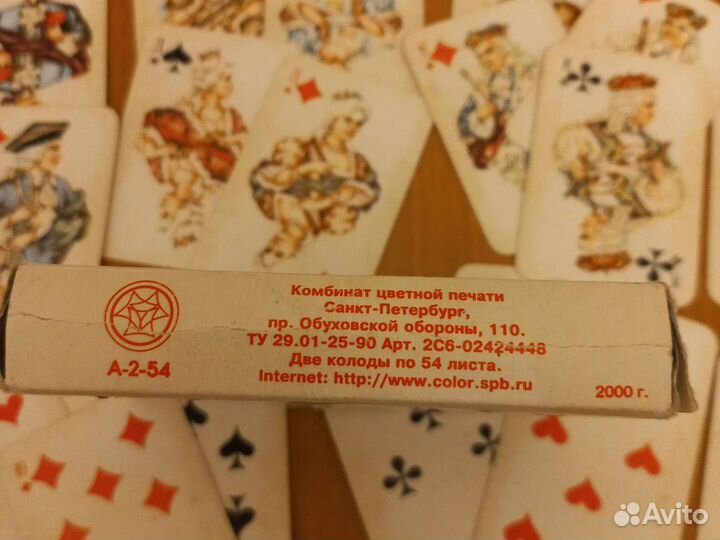 Комбинат цветной печати
Санкт-Петербург,
пр. Обуховской обороны, 110.
ТУ 29.01-25-90 Арт. 2С6-02424448
Две колоды по 54 листа.
Internet: http://www.color.spb.ru
А-2-54
2000 г.
Avito